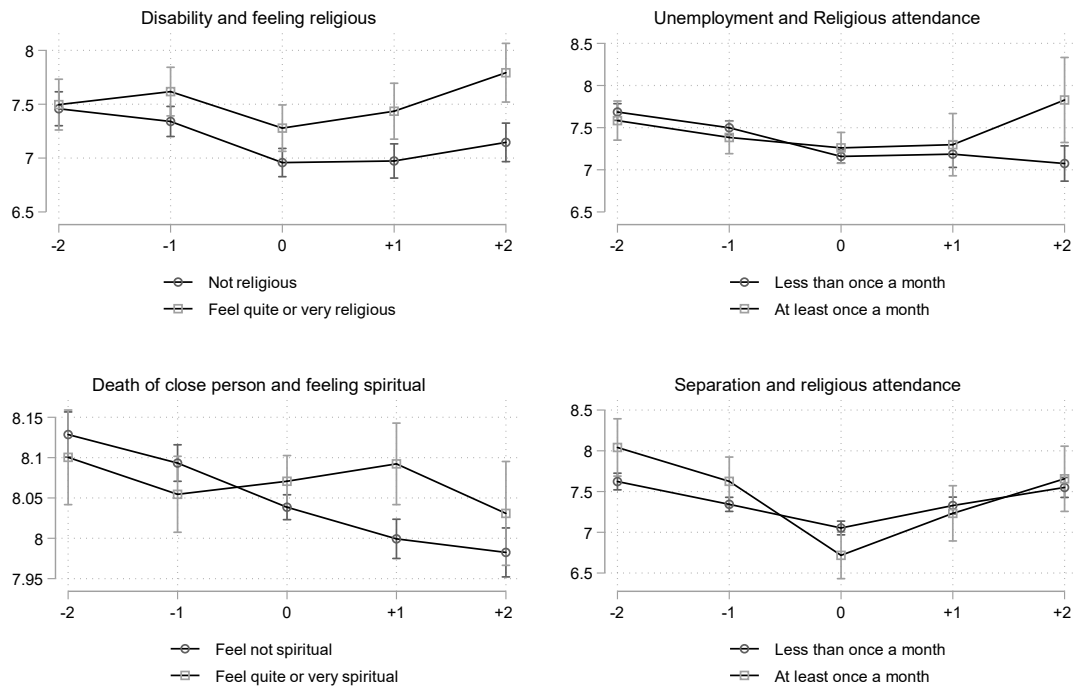 Disability and feeling religious
8
7.5
7
6.5
-2 -1 0 +1 +2
Not religious
Feel quite or very religious
Unemployment and Religious attendance
8.5
8
7.5
7
6.5
-2 -1 0 +1 +2
Less than once a month
At least once a month
Death of close person and feeling spiritual
8.15
8.1
8.05
8
7.95
-2 -1 0 +1 +2
Feel not spiritual
Feel quite or very spiritual
Separation and religious attendance
8.5
8
7.5
7
6.5
-2 -1 0 +1 +2
Less than once a month
At least once a month